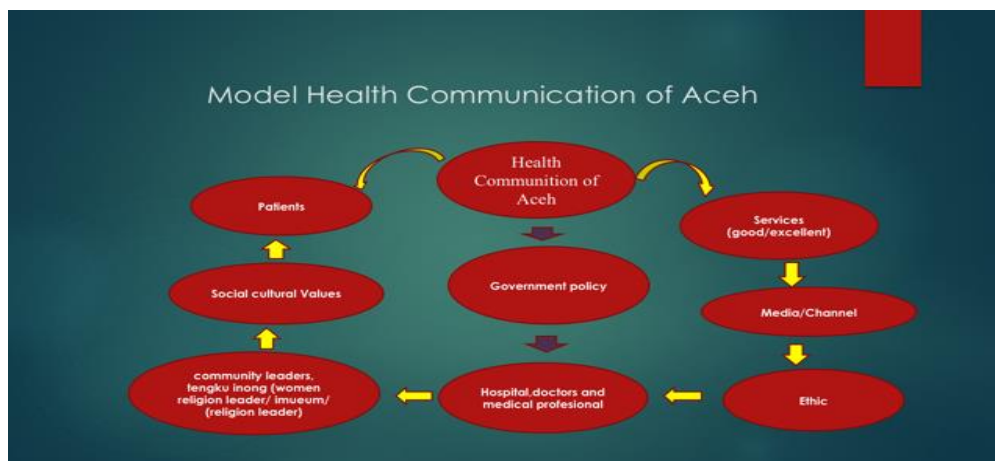 Model Health Communication of Aceh
Health
Communition of
Aceh
Patients
Services
(good/excellent)
Social cultural Values
Government policy
Media/Channel
community leaders,
tengku inong (women
religion leader/ imueum/
(religion leader)
Hospital,doctors and
medical profesional
Ethic